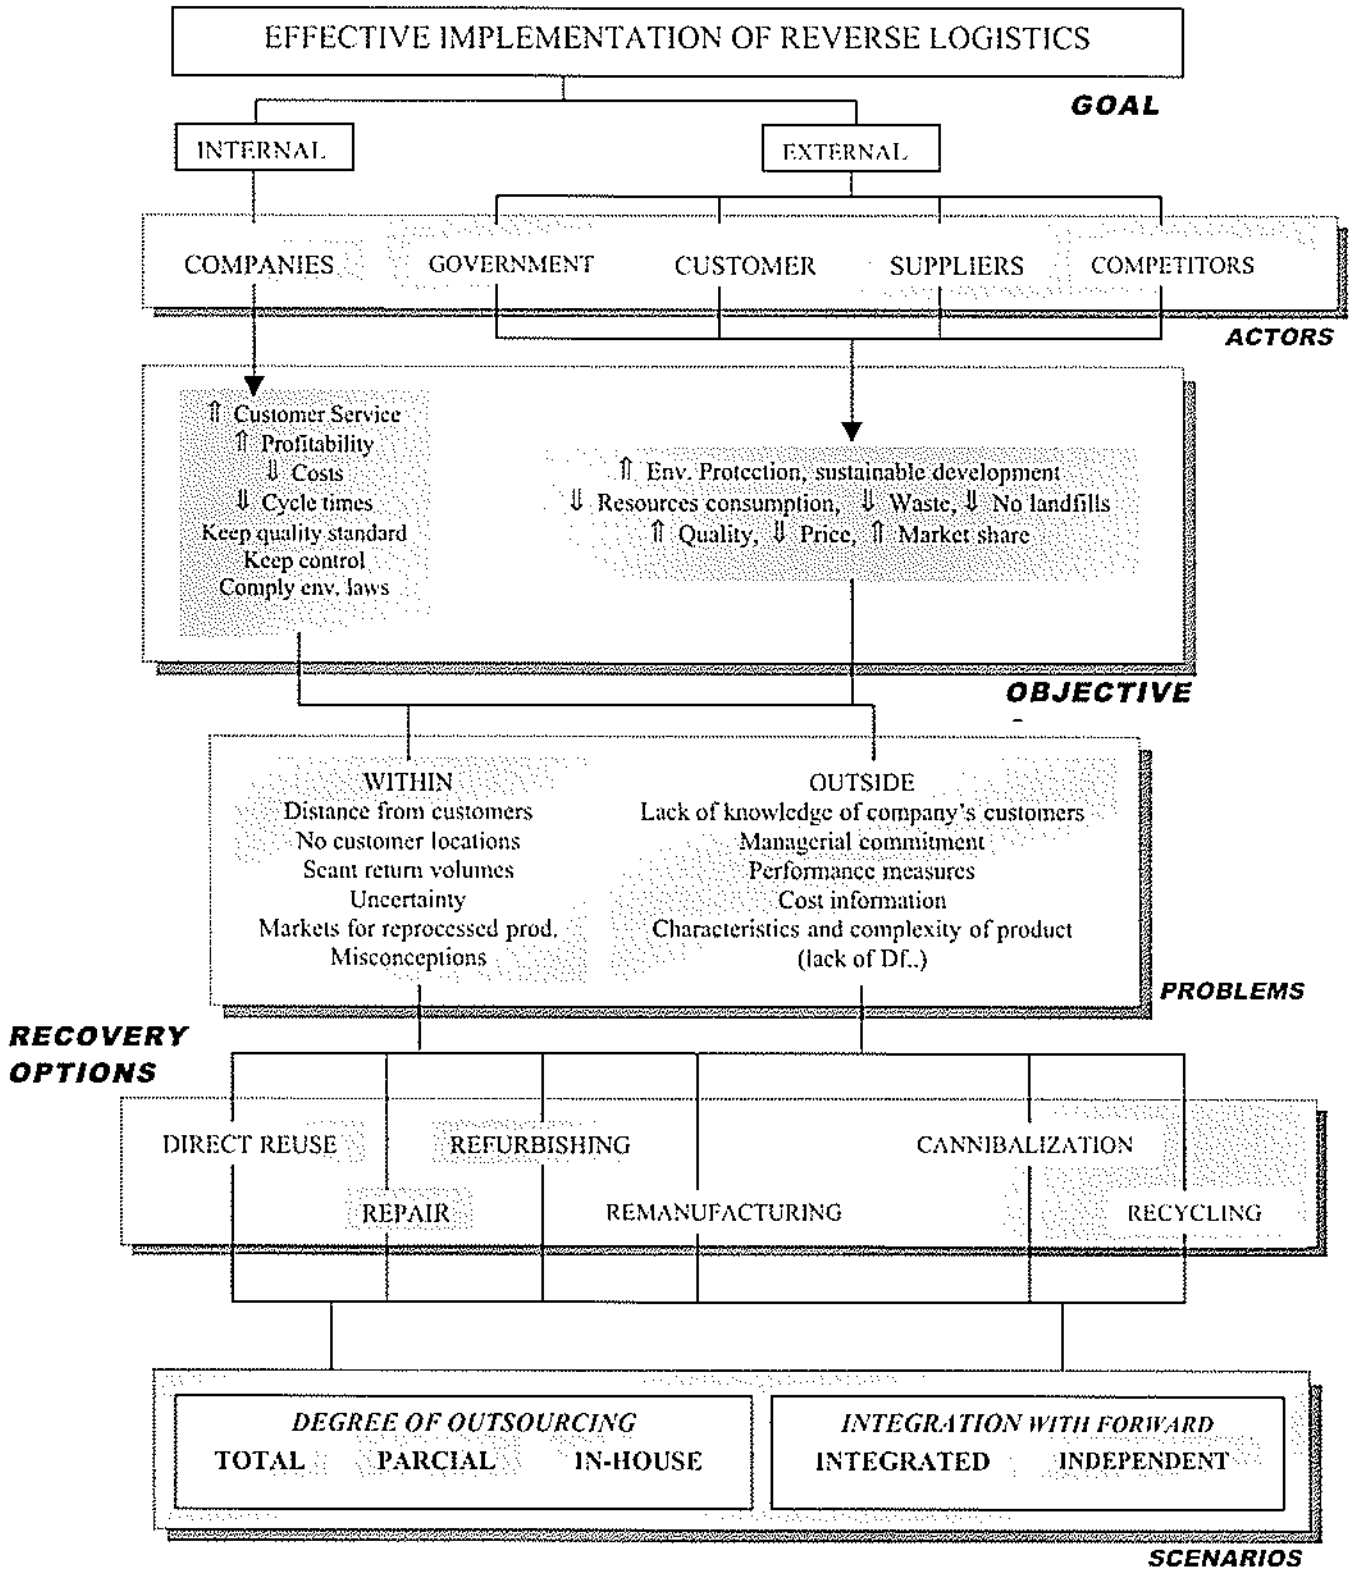 EFFECTIVE IMPLEMENTATION OF REVERSE LOGISTICS
GOAL
INTERNAL
EXTERNAL
COMPANIES
GOVERNMENT
CUSTOMER
SUPPLIERS
COMPETITORS
ACTORS
⇑ Customer Service
⇑ Profitability
⇓ Costs
⇓ Cycle times
Keep quality standard
Keep control
Comply env. laws
⇑ Env. Protection, sustainable development
⇓ Resources consumption, ⇓ Waste, ⇓ No landfills
⇑ Quality, ⇓ Price, ⇑ Market share
OBJECTIVE
WITHIN
Distance from customers
No customer locations
Scant return volumes
Uncertainty
Markets for reprocessed prod.
Misconceptions
OUTSIDE
Lack of knowledge of company's customers
Managerial commitment
Performance measures
Cost information
Characteristics and complexity of product
(lack of Df..)
PROBLEMS
RECOVERY
OPTIONS
DIRECT REUSE
REFURBISHING
CANNIBALIZATION
REPAIR
REMANUFACTURING
RECYCLING
DEGREE OF OUTSOURCING
TOTAL PARCIAL IN-HOUSE
INTEGRATION WITH FORWARD
INTEGRATED INDEPENDENT
SCENARIOS